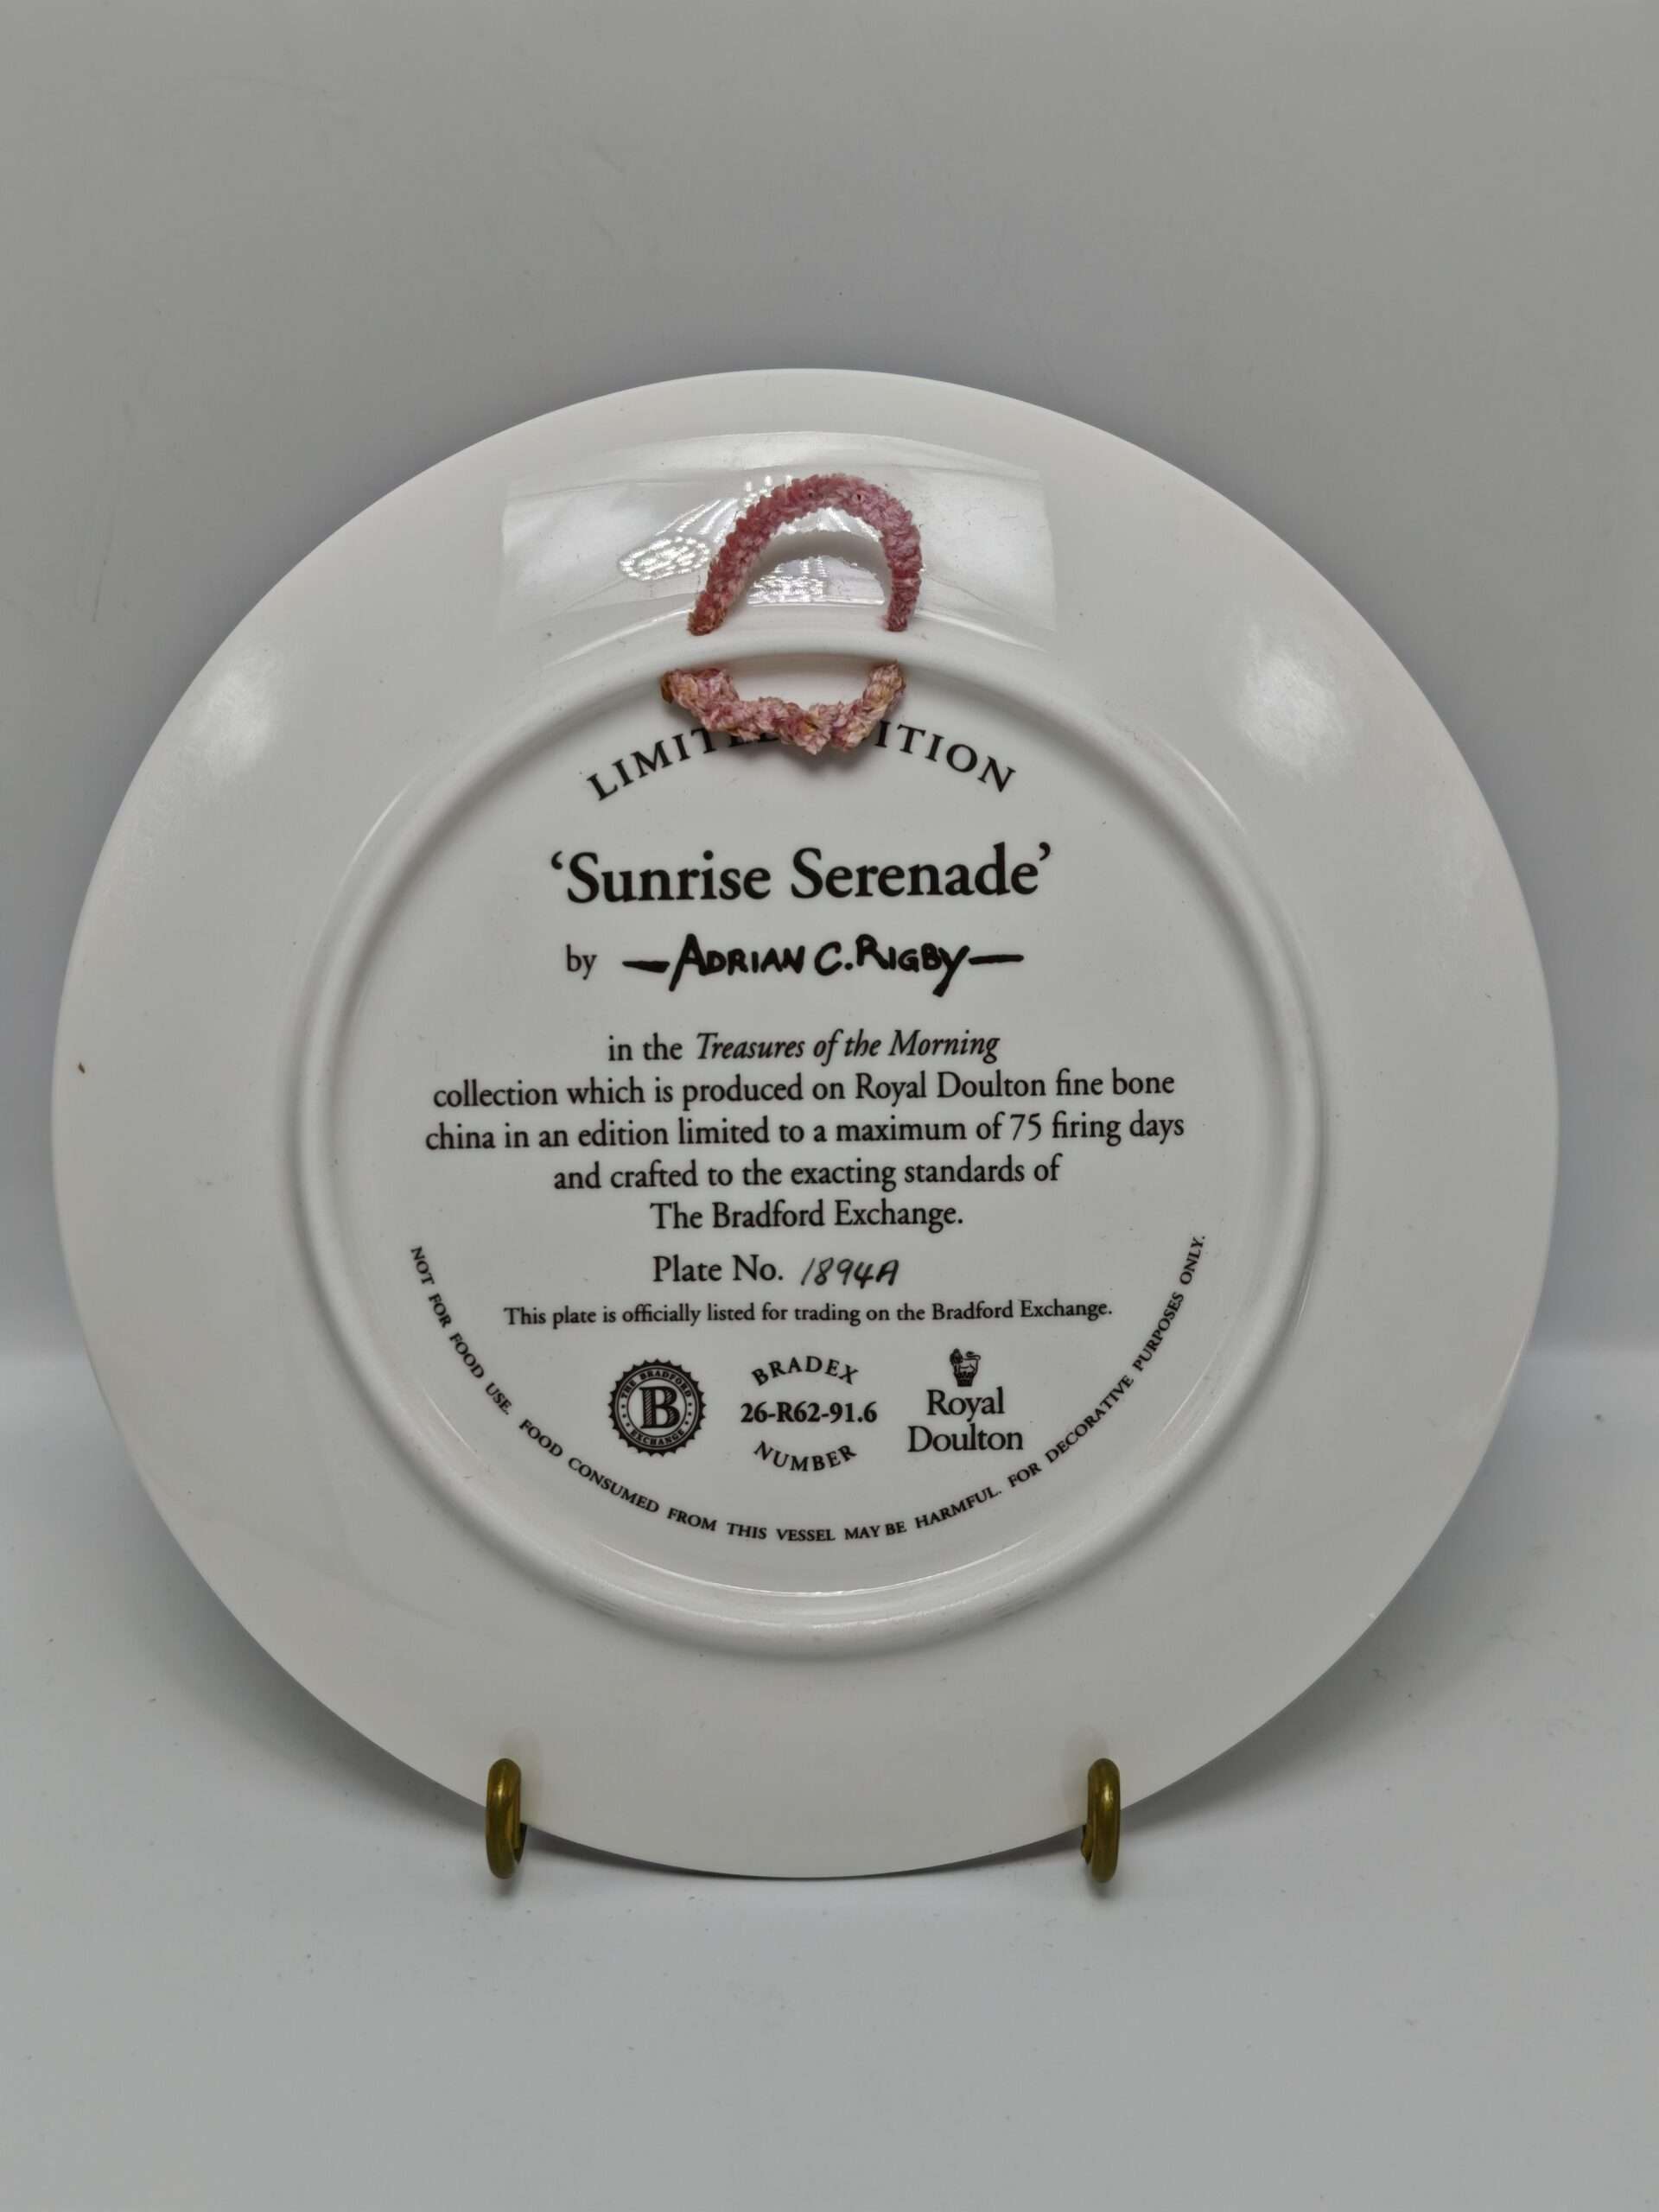 LIMITED EDITION
‘Sunrise Serenade’
by —ADRIAN C. RIGBY—
in the Treasures of the Morning
collection which is produced on Royal Doulton fine bone
china in an edition limited to a maximum of 75 firing days
and crafted to the exacting standards of
The Bradford Exchange.
Plate No. 1894A
This plate is officially listed for trading on the Bradford Exchange.
THE BRADFORD
B
EXCHANGE
BRADEX
26-R62-91.6
NUMBER
Royal
Doulton
NOT FOR FOOD USE. FOOD CONSUMED FROM THIS VESSEL MAY BE HARMFUL. FOR DECORATIVE PURPOSES ONLY.